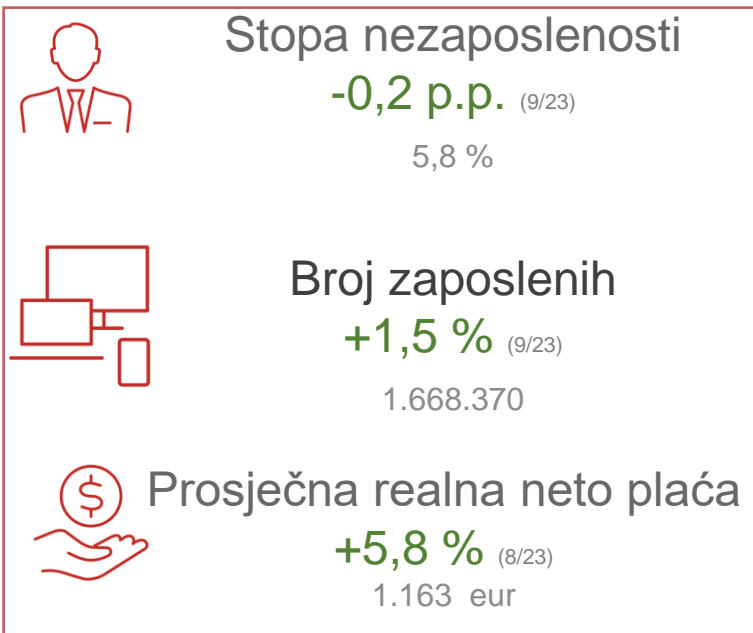 Stopa nezaposlenosti
-0,2 p.p. (9/23)
5,8 %
Broj zaposlenih
+1,5 % (9/23)
1.668.370
$ Prosječna realna neto plaća
+5,8 % (8/23)
1.163 eur